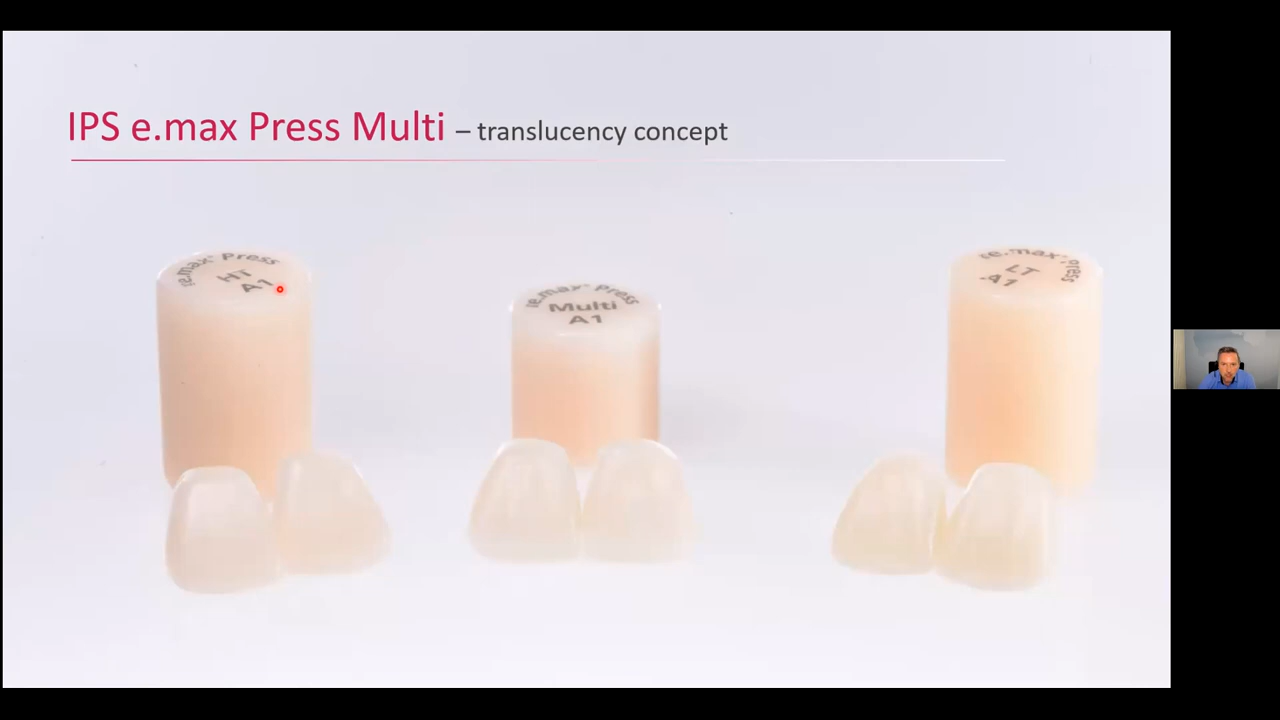 IPS e.max Press Multi – translucency concept
e.max® Press
HT
A1
e.max® Press
Multi
A1
e.max® Press
LT
A1